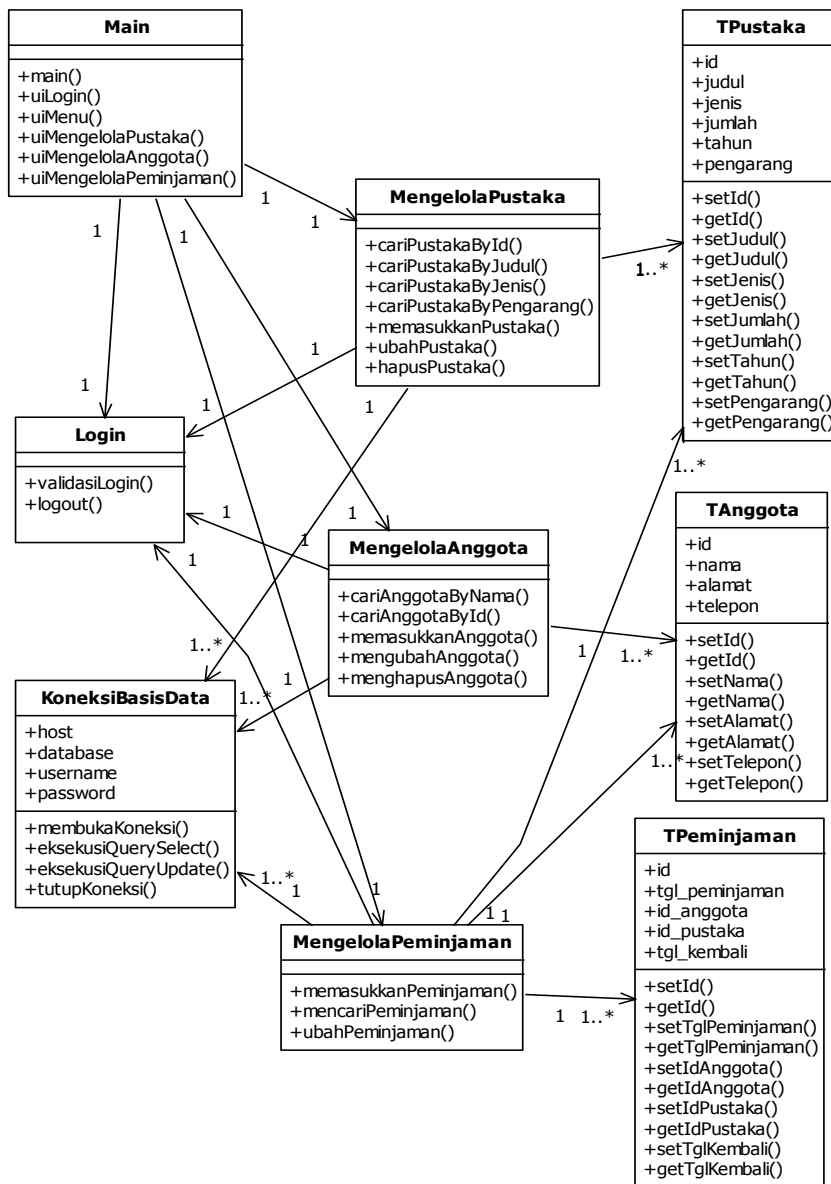 Main
+main()
+uiLogin()
+uiMenu()
+uiMengelolaPustaka()
+uiMengelolaAnggota()
+uiMengelolaPeminjaman()
1
1
1
1
1
1
MengelolaPustaka
+cariPustakaById()
+cariPustakaByJudul()
+cariPustakaByJenis()
+cariPustakaByPengarang()
+memasukkanPustaka()
+ubahPustaka()
+hapusPustaka()
1..*
1
1
1
TPustaka
+id
+judul
+jenis
+jumlah
+tahun
+pengarang
+setId()
+getId()
+setJudul()
+getJudul()
+setJenis()
+getJenis()
+setJumlah()
+getJumlah()
+setTahun()
+getTahun()
+setPengarang()
+getPengarang()
1..*
Login
+validasiLogin()
+logout()
1
1
1
1
1
MengelolaAnggota
+cariAnggotaByNama()
+cariAnggotaById()
+memasukkanAnggota()
+mengubahAnggota()
+menghapusAnggota()
1
1..*
TAnggota
+id
+nama
+alamat
+telepon
+setId()
+getId()
+setNama()
+getNama()
+setAlamat()
+getAlamat()
+setTelepon()
+getTelepon()
1..*
1..*
1..*
1
KoneksiBasisData
+host
+database
+username
+password
+membukaKoneksi()
+eksekusiQuerySelect()
+eksekusiQueryUpdate()
+tutupKoneksi()
1..*
1
1
1
1
MengelolaPeminjaman
+memasukkanPeminjaman()
+mencariPeminjaman()
+ubahPeminjaman()
1
1..*
TPeminjaman
+id
+tgl_peminjaman
+id_anggota
+id_pustaka
+tgl_kembali
+setId()
+getId()
+setTglPeminjaman()
+getTglPeminjaman()
+setIdAnggota()
+getIdAnggota()
+setIdPustaka()
+getIdPustaka()
+setTglKembali()
+getTglKembali()